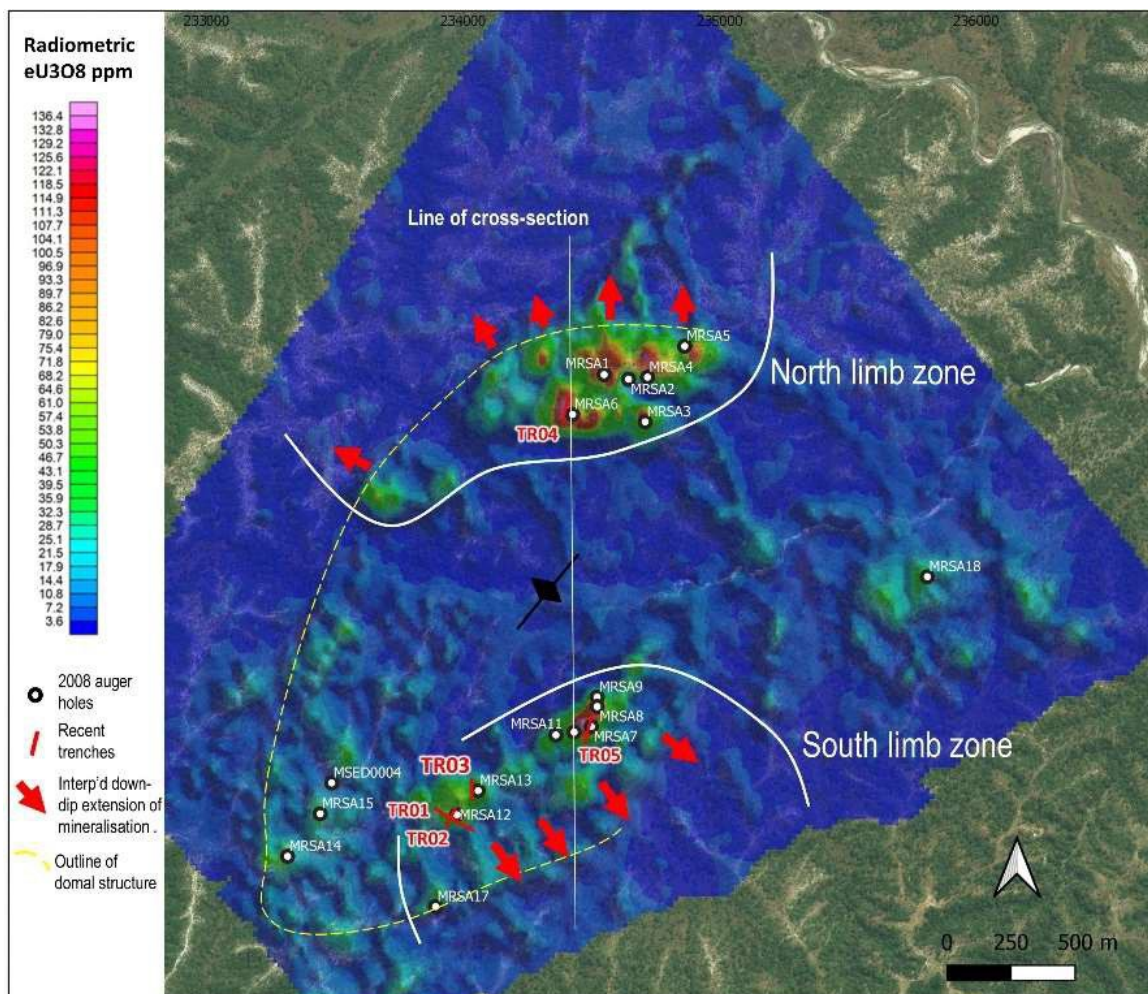 233000
234000
235000
236000
Radiometric
eU3O8 ppm
136.4
132.8
129.2
125.6
122.1
118.5
114.9
111.3
107.7
104.1
100.5
96.9
93.3
89.7
86.2
82.6
79.0
75.4
71.8
68.2
64.6
61.0
57.4
53.8
50.3
46.7
43.1
39.5
35.9
32.3
28.7
25.1
21.5
18.0
14.4
10.8
7.2
3.6
2008 auger
holes
Recent
trenches
Interp'd down-
dip extension of
mineralisation .
Outline of
domal structure
Line of cross-section
MRSA5
MRSA1
MRSA4
MRSA2
North limb zone
MRSA6
MRSA3
TR04
MRSA18
MRSA9
MRSA8
MRSA11
MRSA7
TR05
South limb zone
MSED0004
TR03
MRSA13
MRSA15
TR01
MRSA12
TR02
MRSA14
MRSA17
0 250 500 m